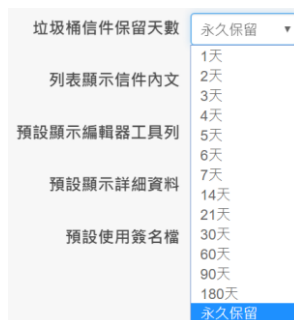 垃圾桶信件保留天數 永久保留
1天
列表顯示信件內文 2天
3天
4天
預設顯示編輯器工具列 5天
6天
7天
預設顯示詳細資料 14天
21天
預設使用簽名檔 30天
60天
90天
180天
永久保留